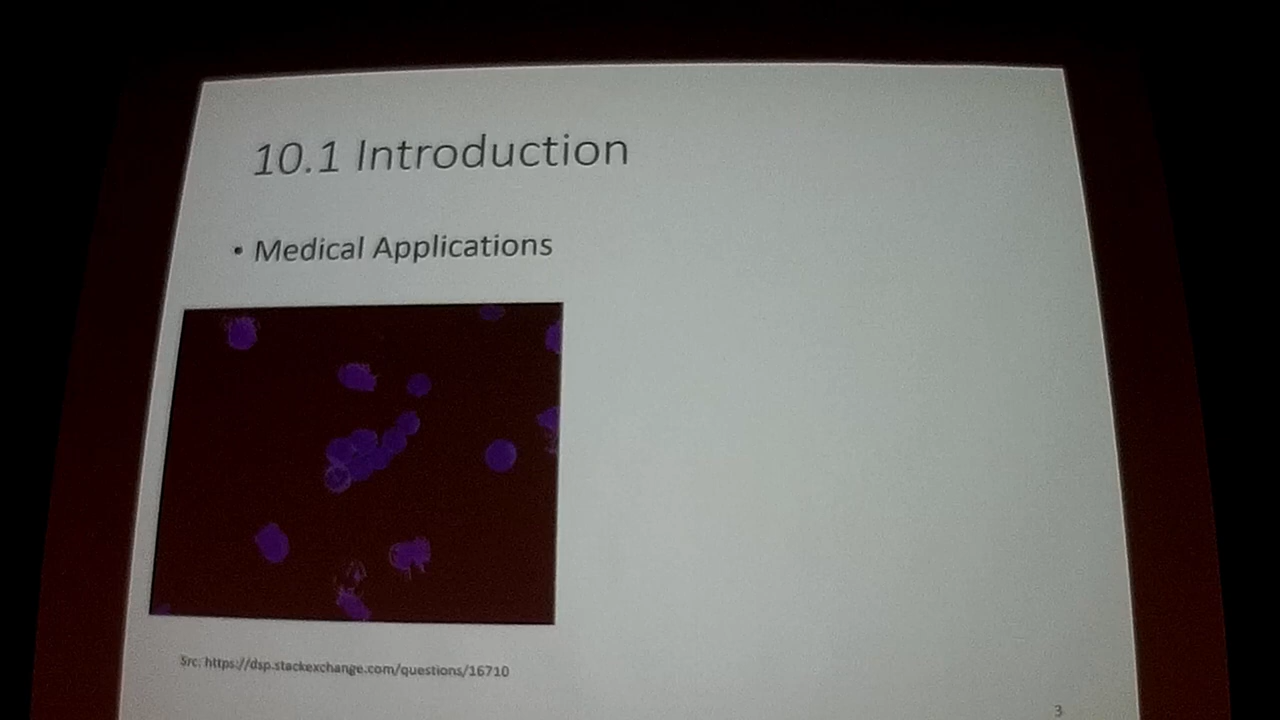 10.1 Introduction
• Medical Applications
Src: https://dsp.stackexchange.com/questions/16710
3